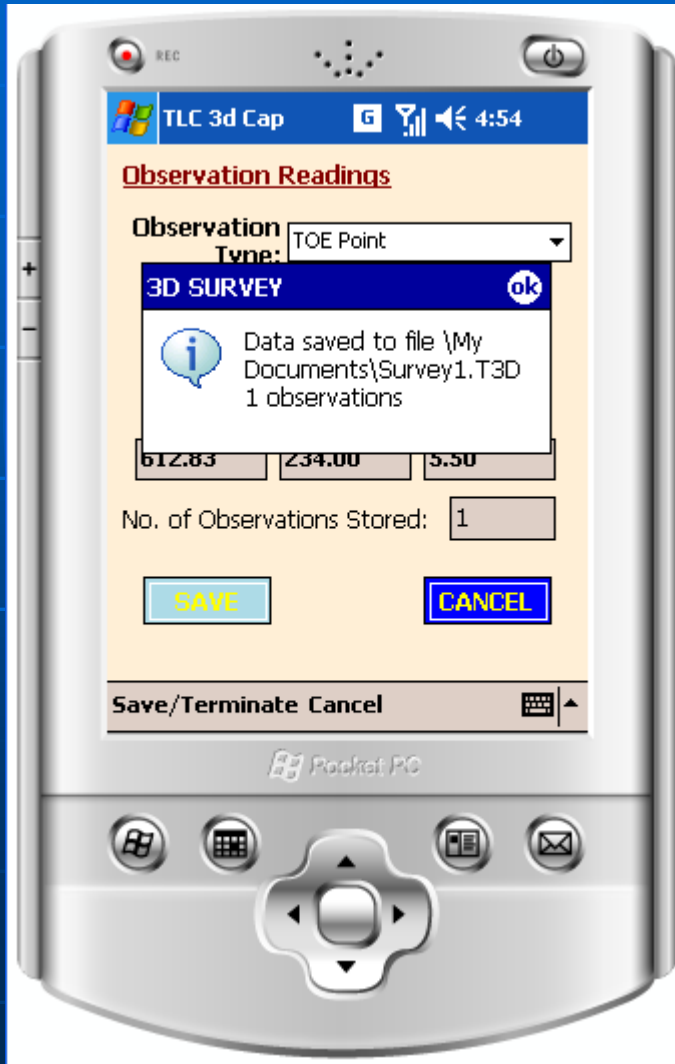 REC
TLC 3d Cap G 4:54
Observation Readings
Observation
Type:
TOE Point
3D SURVEY ok
Data saved to file \My
Documents\Survey1.T3D
1 observations
612.83 234.00 5.50
No. of Observations Stored: 1
SAVE CANCEL
Save/Terminate Cancel
Pocket PC
+
-